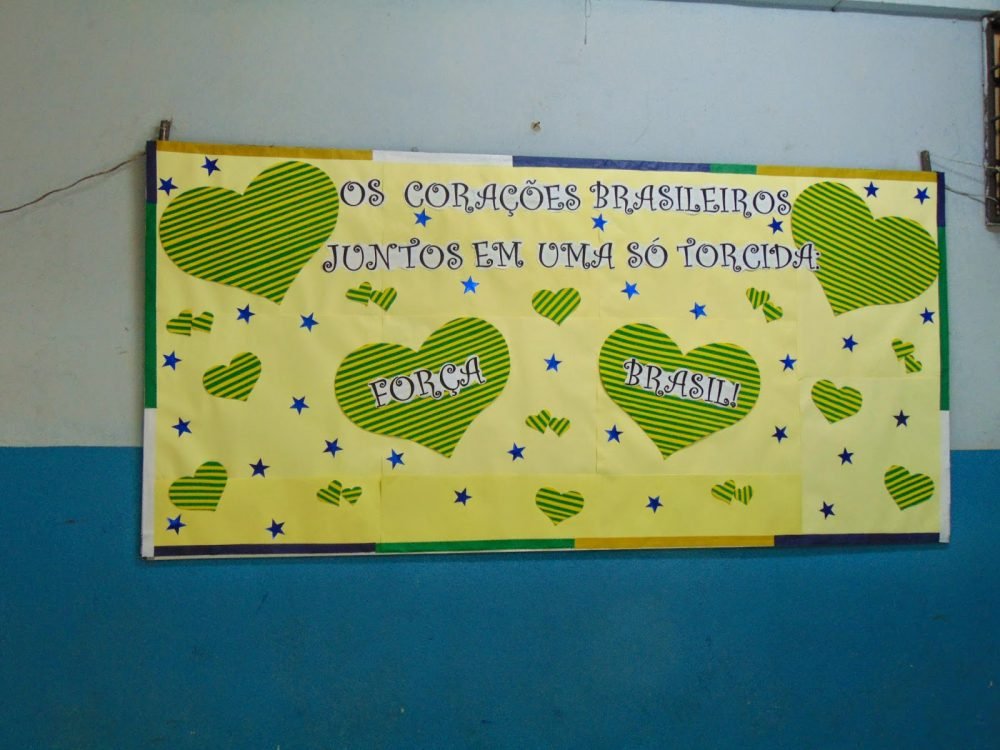 OS CORAÇÕES BRASILEIROS
JUNTOS EM UMA SÓ TORCIDA:
FORÇA
BRASIL!